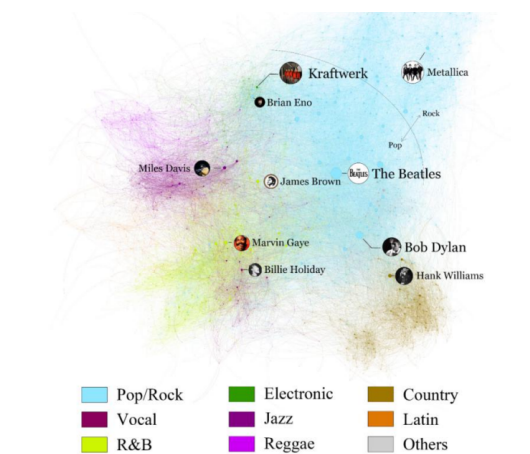 Kraftwerk
Metallica
Brian Eno
Rock
Pop
Miles Davis
James Brown
The Beatles
Marvin Gaye
Bob Dylan
Billie Holiday
Hank Williams
Pop/Rock
Electronic
Country
Vocal
Jazz
Latin
R&B
Reggae
Others